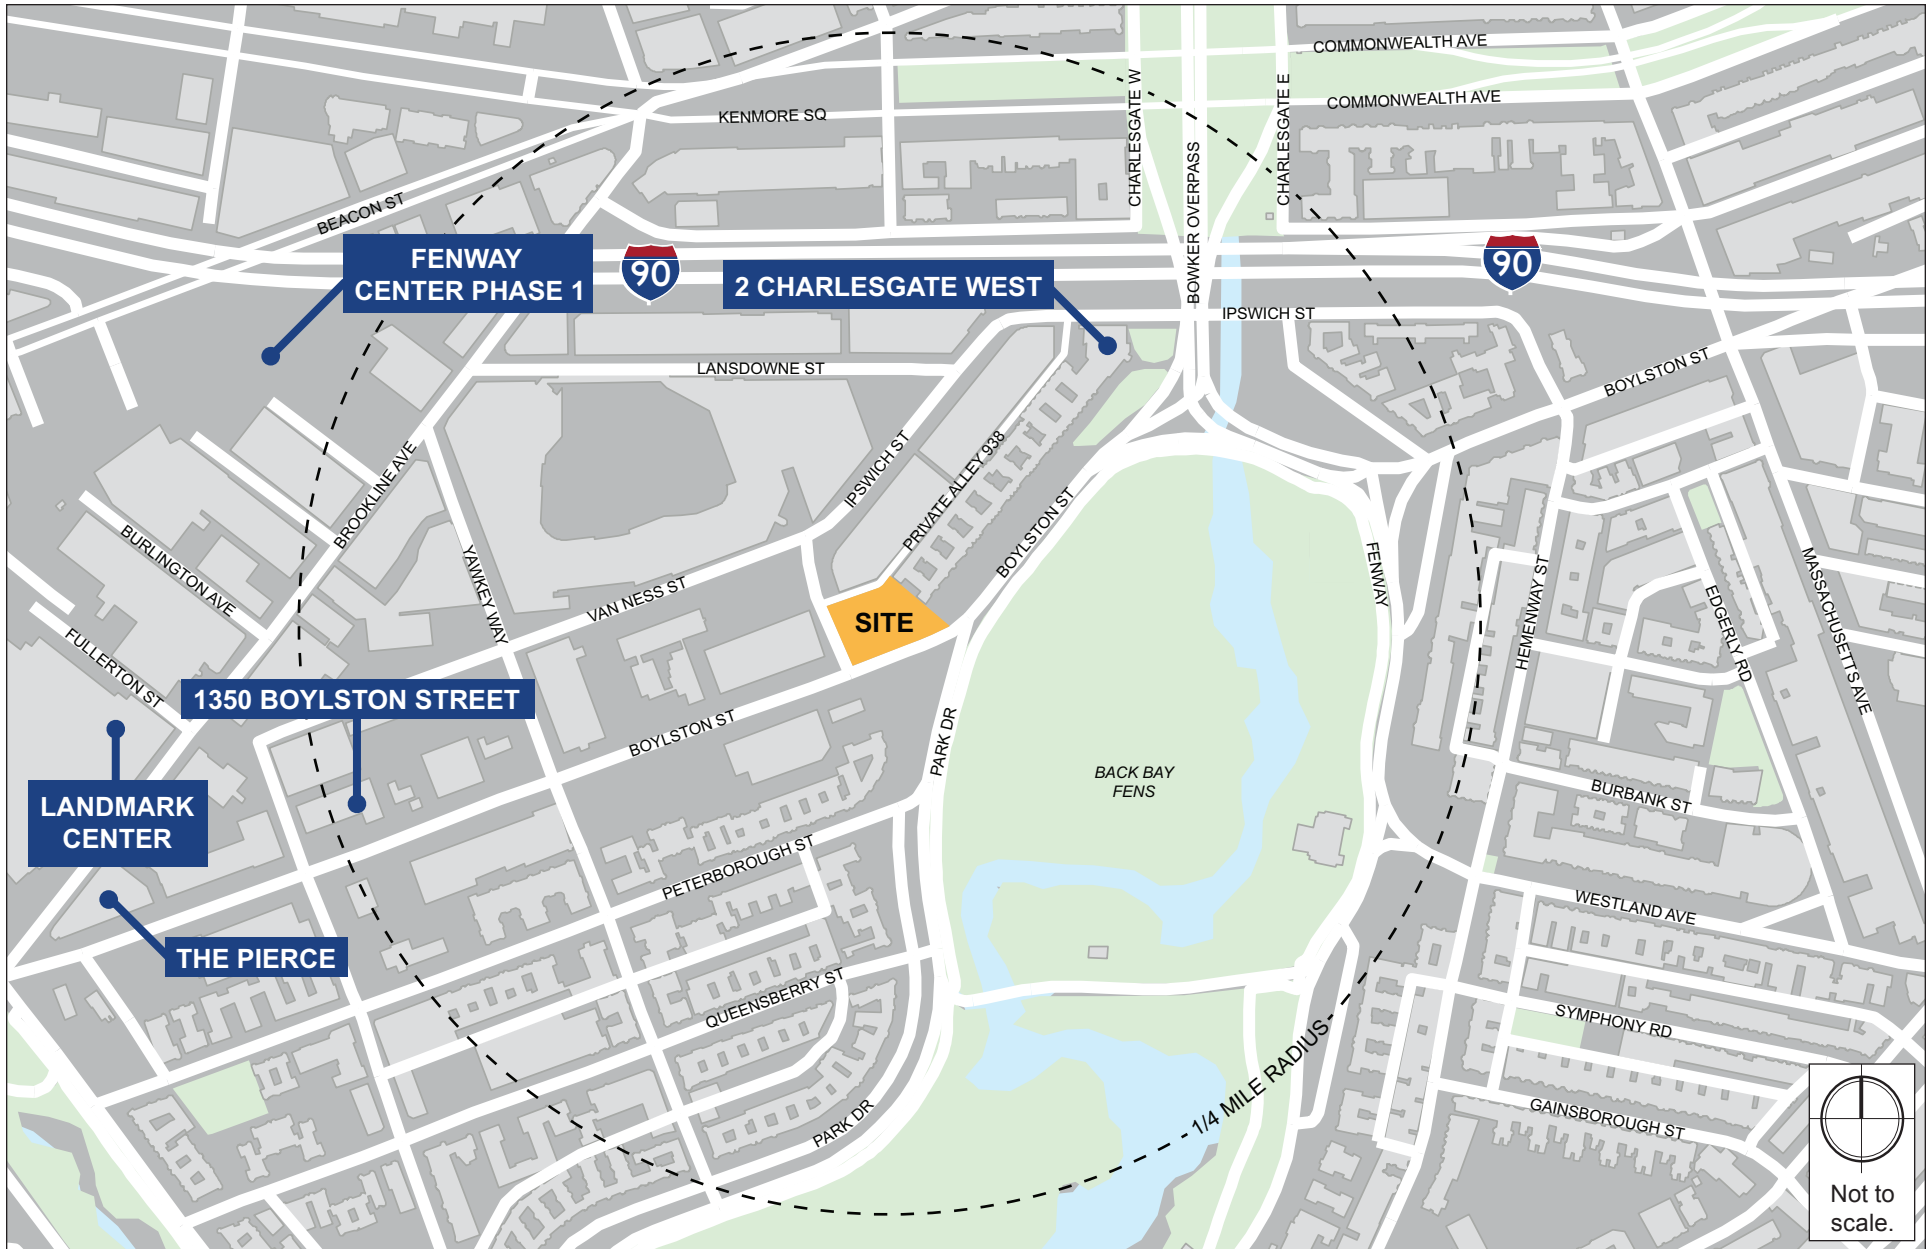 COMMONWEALTH AVE
COMMONWEALTH AVE
KENMORE SQ
CHARLESGATE W
BOWKER OVERPASS
CHARLESGATE E
BEACON ST
FENWAY
CENTER PHASE 1
90
2 CHARLESGATE WEST
90
IPSWICH ST
LANSDOWNE ST
BOYLSTON ST
IPSWICH ST
PRIVATE ALLEY 938
BROOKLINE AVE
BOYLSTON ST
BURLINGTON AVE
YAWKEY WAY
VAN NESS ST
SITE
FENWAY
HEMENWAY ST
EDGERLY RD
MASSACHUSETTS AVE
FULLERTON ST
1350 BOYLSTON STREET
BOYLSTON ST
PARK DR
BACK BAY
FENS
BURBANK ST
LANDMARK
CENTER
PETERBOROUGH ST
WESTLAND AVE
THE PIERCE
QUEENSBERRY ST
SYMPHONY RD
1/4 MILE RADIUS
PARK DR
GAINSBOROUGH ST
Not to
scale.